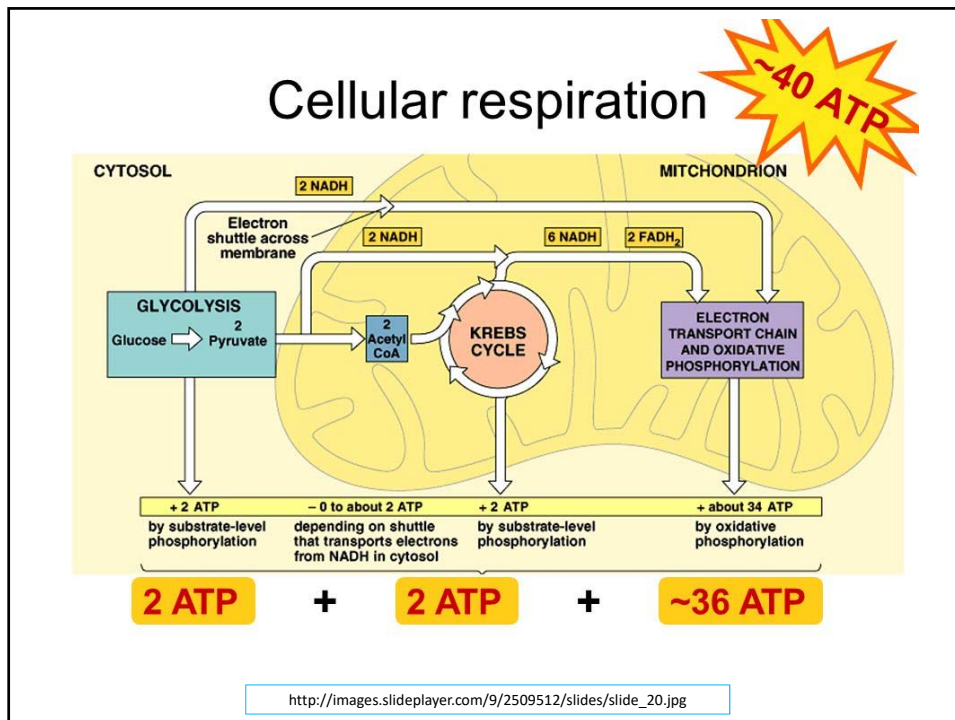 Cellular respiration
~40 ATP
CYTOSOL
MITCHONDRION
2 NADH
Electron
shuttle across
membrane
2 NADH
6 NADH
2 FADH₂
GLYCOLYSIS
Glucose
2
Pyruvate
2
Acetyl
CoA
KREBS
CYCLE
ELECTRON
TRANSPORT CHAIN
AND OXIDATIVE
PHOSPHORYLATION
+ 2 ATP
by substrate-level
phosphorylation
– 0 to about 2 ATP
depending on shuttle
that transports electrons
from NADH in cytosol
+ 2 ATP
by substrate-level
phosphorylation
+ about 34 ATP
by oxidative
phosphorylation
2 ATP + 2 ATP + ~36 ATP
http://images.slideplayer.com/9/2509512/slides/slide_20.jpg